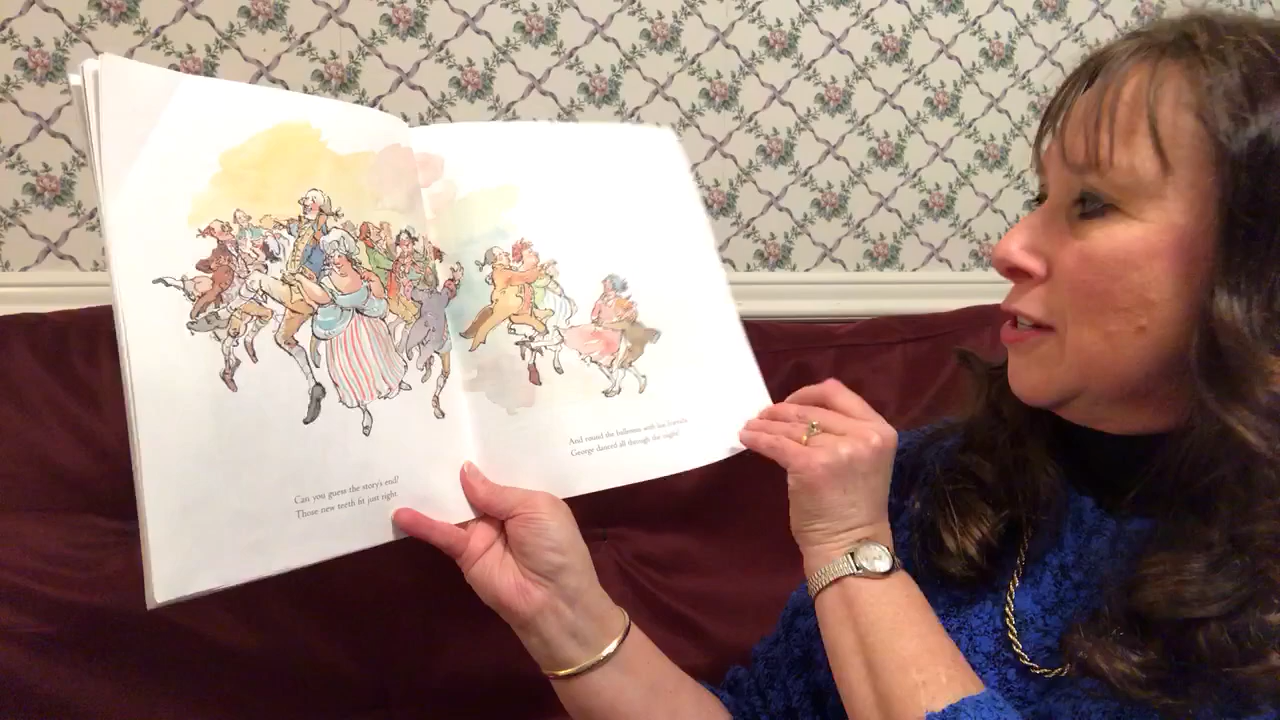 Can you guess the story's end?
Those new teeth fit just right.
And round the ballroom with his friends,
George danced all through the night!